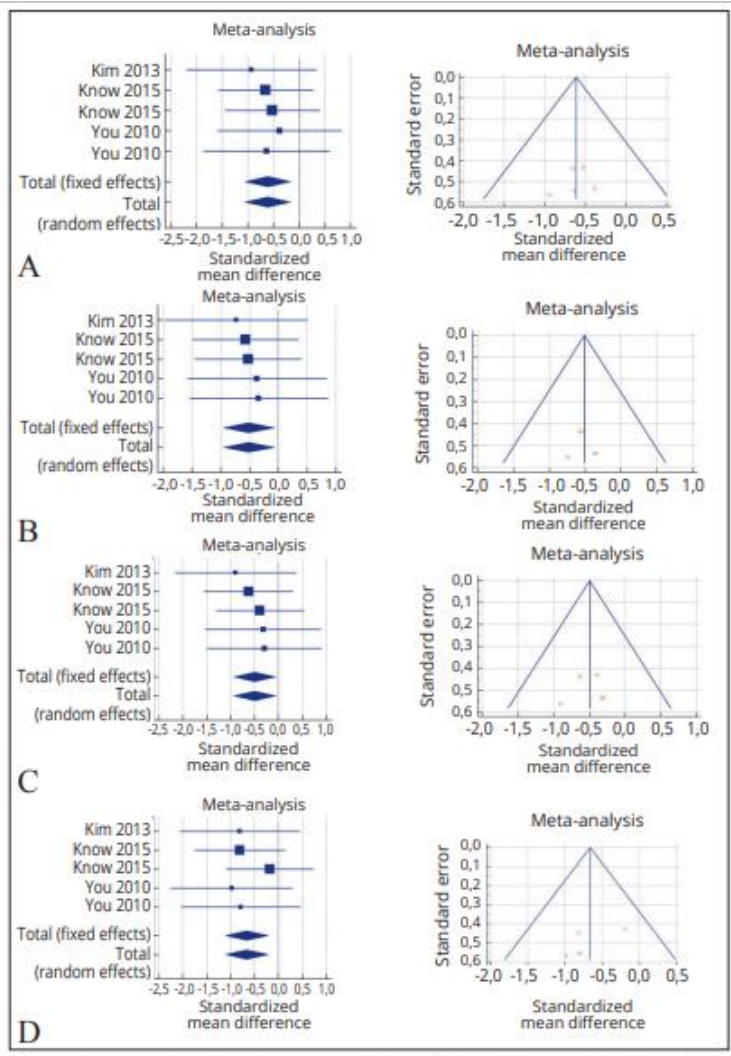 Meta-analysis
Kim 2013
Know 2015
Know 2015
You 2010
You 2010
Total (fixed effects)
Total
(random effects)
-2,5 -2,0 -1,5 -1,0 -0,5 0,0 0,5 1,0
Standardized
mean difference
A
Meta-analysis
Standard error
0,0
0,1
0,2
0,3
0,4
0,5
0,6
-2,0 -1,5 -1,0 -0,5 0,0 0,5
Standardized
mean difference
Meta-analysis
Kim 2013
Know 2015
Know 2015
You 2010
You 2010
Total (fixed effects)
Total
(random effects)
-2,0 -1,5 -1,0 -0,5 0,0 0,5 1,0
Standardized
mean difference
B
Meta-analysis
Standard error
0,0
0,1
0,2
0,3
0,4
0,5
0,6
-2,0 -1,5 -1,0 -0,5 0,0 0,5 1,0
Standardized
mean difference
Meta-analysis
Kim 2013
Know 2015
Know 2015
You 2010
You 2010
Total (fixed effects)
Total
(random effects)
-2,5 -2,0 -1,5 -1,0 -0,5 0,0 0,5 1,0
Standardized
mean difference
C
Meta-analysis
Standard error
0,0
0,1
0,2
0,3
0,4
0,5
0,6
-2,0 -1,5 -1,0 -0,5 0,0 0,5 1,0
Standardized
mean difference
Meta-analysis
Kim 2013
Know 2015
Know 2015
You 2010
You 2010
Total (fixed effects)
Total
(random effects)
-2,5 -2,0 -1,5 -1,0 -0,5 0,0 0,5 1,0
Standardized
mean difference
D
Meta-analysis
Standard error
0,0
0,1
0,2
0,3
0,4
0,5
0,6
-2,0 -1,5 -1,0 -0,5 0,0 0,5
Standardized
mean difference